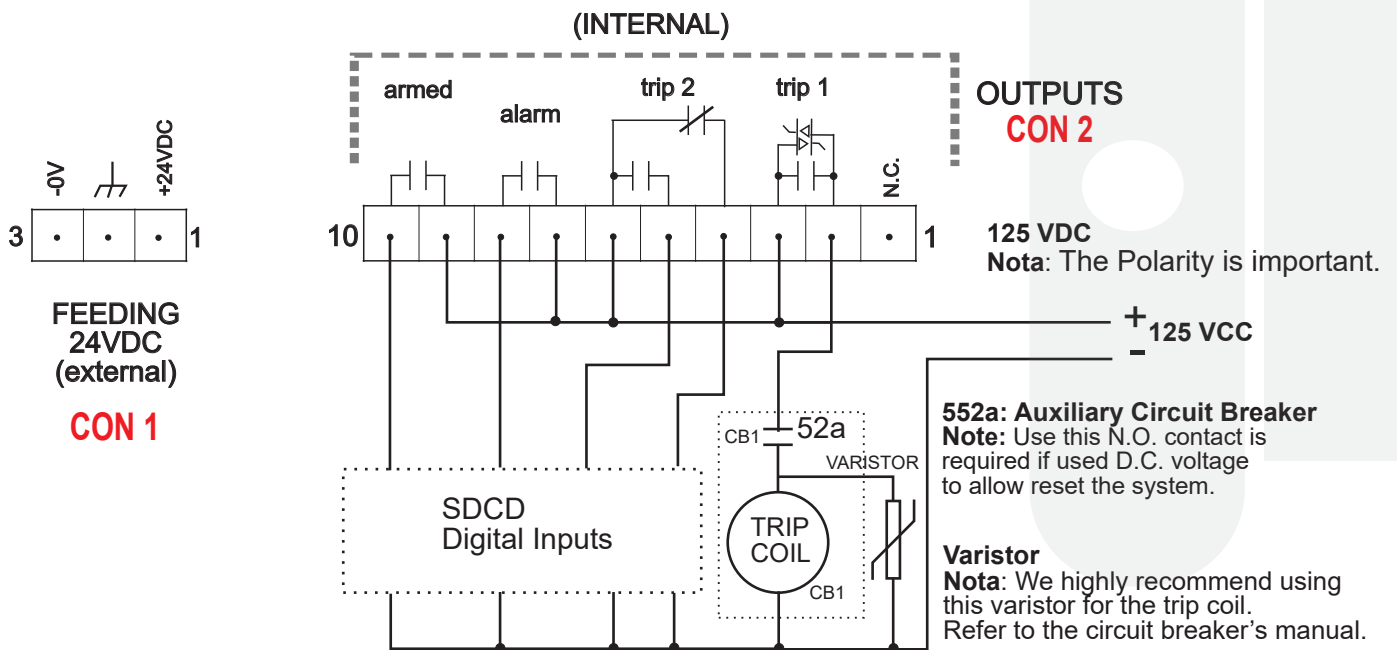 (INTERNAL)
armed
alarm
trip 2
trip 1
OUTPUTS
CON 2
-0V
+24VDC
N.C.
3
1
10
1
FEEDING
24VDC
(external)
CON 1
125 VDC
Nota: The Polarity is important.
+
125 VCC
-
552a: Auxiliary Circuit Breaker
Note: Use this N.O. contact is
required if used D.C. voltage
to allow reset the system.
CB1
52a
VARISTOR
SDCD
Digital Inputs
TRIP
COIL
CB1
Varistor
Nota: We highly recommend using
this varistor for the trip coil.
Refer to the circuit breaker's manual.